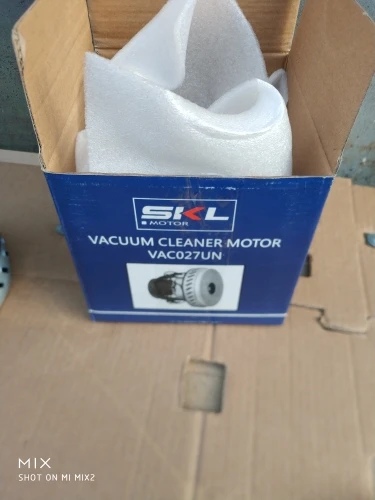 SKL
MOTOR
VACUUM CLEANER MOTOR
VAC027UN
MIX
SHOT ON MI MIX2